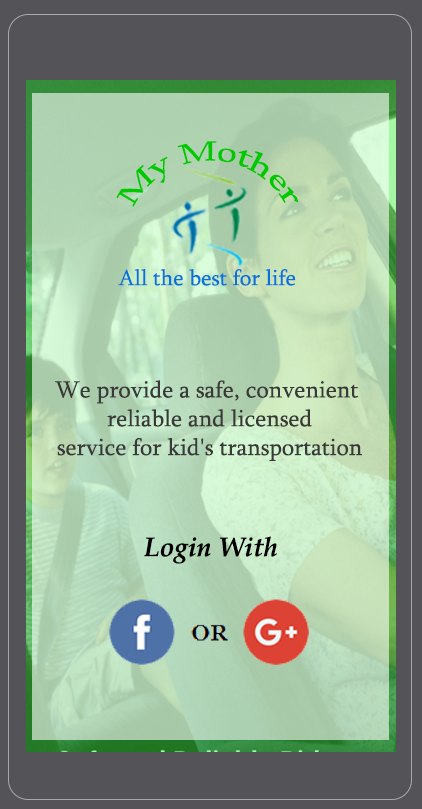 My Mother
All the best for life
We provide a safe, convenient
reliable and licensed
service for kid's transportation
Login With
f OR G+